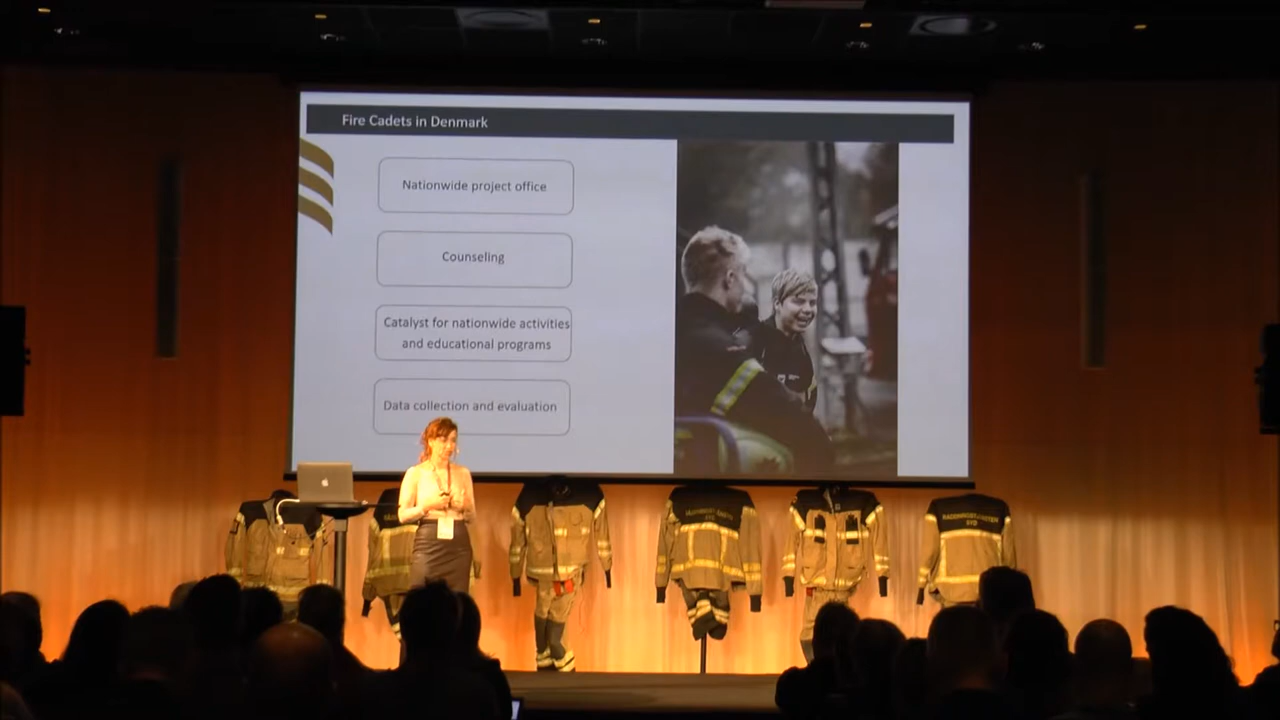 Fire Cadets in Denmark
Nationwide project office
Counseling
Catalyst for nationwide activities
and educational programs
Data collection and evaluation
SYD